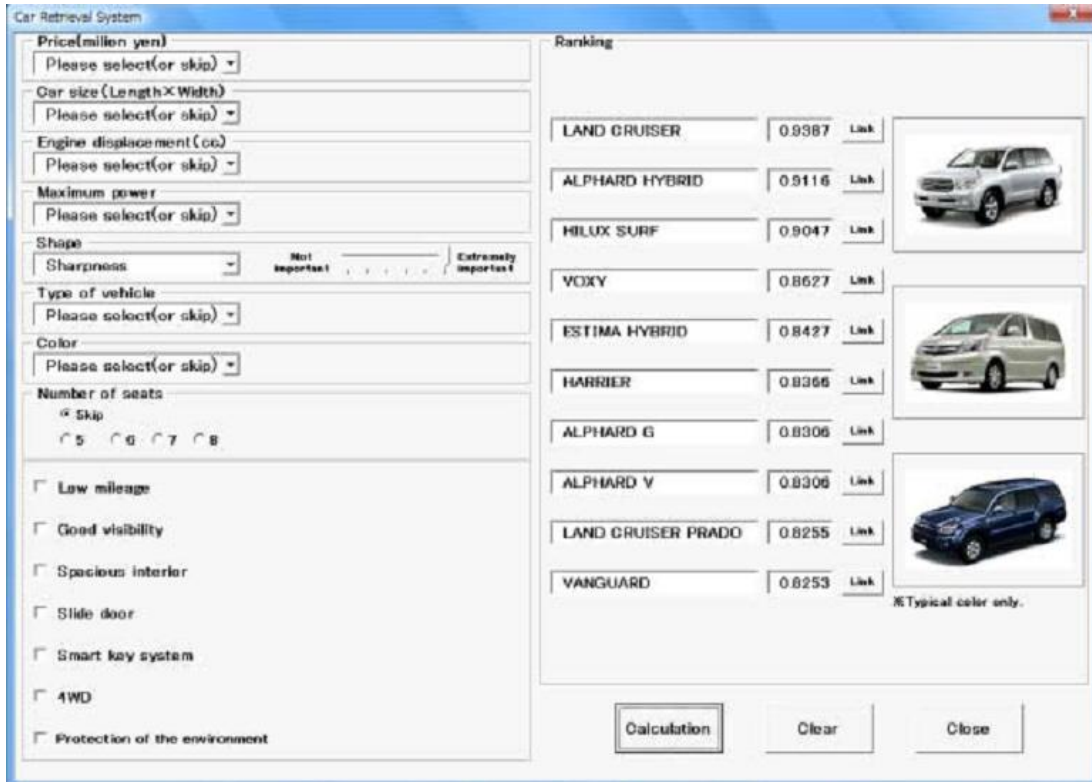 Car Retrieval System
Price(milion yen)
Please select(or skip)
Car size(Length×Width)
Please select(or skip)
Engine displacement(cc)
Please select(or skip)
Maximum power
Please select(or skip)
Shape
Sharpness
Not important
Extremely important
Type of vehicle
Please select(or skip)
Color
Please select(or skip)
Number of seats
Skip
5 6 7 8
Low mileage
Good visibility
Spacious interior
Slide door
Smart key system
4WD
Protection of the environment
Ranking
LAND CRUISER 0.9387 Link
ALPHARD HYBRID 0.9116 Link
HILUX SURF 0.9047 Link
VOXY 0.8627 Link
ESTIMA HYBRID 0.8427 Link
HARRIER 0.8366 Link
ALPHARD G 0.8306 Link
ALPHARD V 0.8306 Link
LAND CRUISER PRADO 0.8255 Link
VANGUARD 0.8253 Link
※Typical color only.
Calculation Clear Close